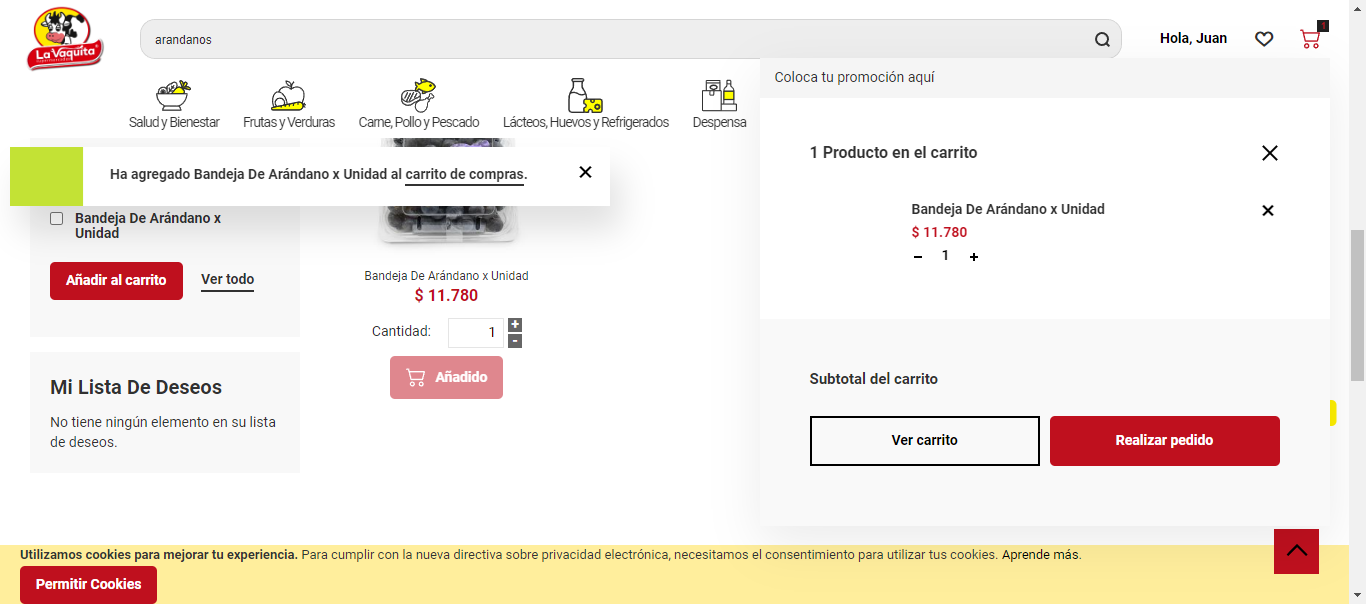 La Vaquita
arandanos
Hola, Juan
1
Salud y Bienestar
Frutas y Verduras
Carne, Pollo y Pescado
Lácteos, Huevos y Refrigerados
Despensa
Coloca tu promoción aquí
1 Producto en el carrito
Bandeja De Arándano x Unidad
$ 11.780
1
Subtotal del carrito
Ver carrito
Realizar pedido
Ha agregado Bandeja De Arándano x Unidad al carrito de compras.
Bandeja De Arándano x
Unidad
Añadir al carrito
Ver todo
Mi Lista De Deseos
No tiene ningún elemento en su lista
de deseos.
Bandeja De Arándano x Unidad
$ 11.780
Cantidad:
1
+
-
Añadido
Utilizamos cookies para mejorar tu experiencia. Para cumplir con la nueva directiva sobre privacidad electrónica, necesitamos el consentimiento para utilizar tus cookies. Aprende más.
Permitir Cookies